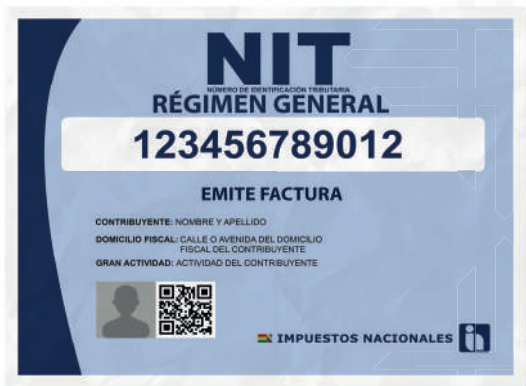 NIT
NÚMERO DE IDENTIFICACIÓN TRIBUTARIA
RÉGIMEN GENERAL
123456789012
EMITE FACTURA
CONTRIBUYENTE: NOMBRE Y APELLIDO
DOMICILIO FISCAL: CALLE O AVENIDA DEL DOMICILIO
FISCAL DEL CONTRIBUYENTE
GRAN ACTIVIDAD: ACTIVIDAD DEL CONTRIBUYENTE
IMPUESTOS NACIONALES